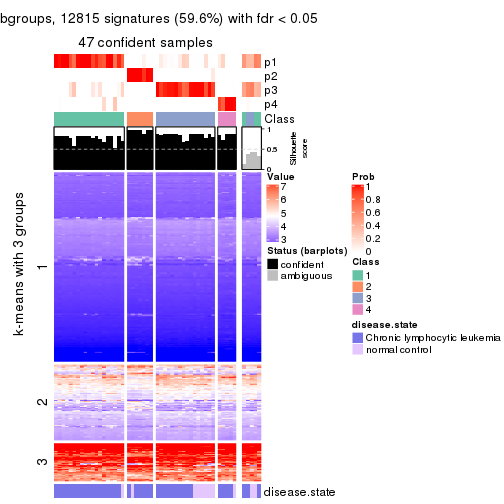 bgroups, 12815 signatures (59.6%) with fdr < 0.05
47 confident samples
p1
p2
p3
p4
Class
1
0.5
0
Silhouette
score
k-means with 3 groups
1
2
3
disease.state
Value
7
6
5
4
3
Status (barplots)
confident
ambiguous
Prob
1
0.8
0.6
0.4
0.2
0
Class
1
2
3
4
disease.state
Chronic lymphocytic leukemia
normal control